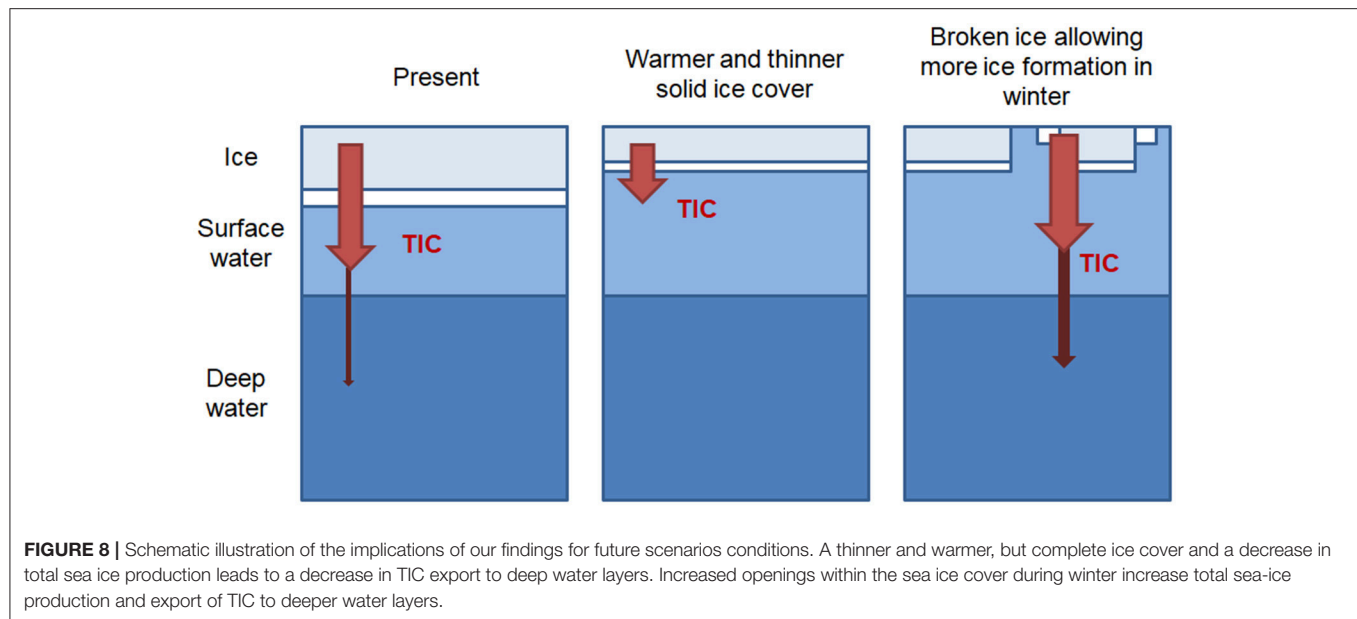 Present
Warmer and thinner
solid ice cover
Broken ice allowing
more ice formation in
winter
Ice
Surface
water
Deep
water
TIC
TIC
TIC
FIGURE 8 | Schematic illustration of the implications of our findings for future scenarios conditions. A thinner and warmer, but complete ice cover and a decrease in
total sea ice production leads to a decrease in TIC export to deep water layers. Increased openings within the sea ice cover during winter increase total sea-ice
production and export of TIC to deeper water layers.